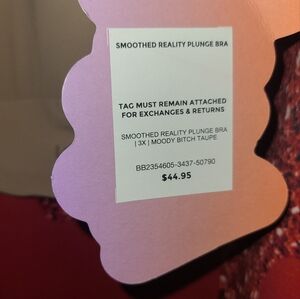 SMOOTHED REALITY PLUNGE BRA
TAG MUST REMAIN ATTACHED
FOR EXCHANGES & RETURNS
SMOOTHED REALITY PLUNGE BRA
| 3X | MOODY BITCH TAUPE
BB2354605-3437-50790
$44.95